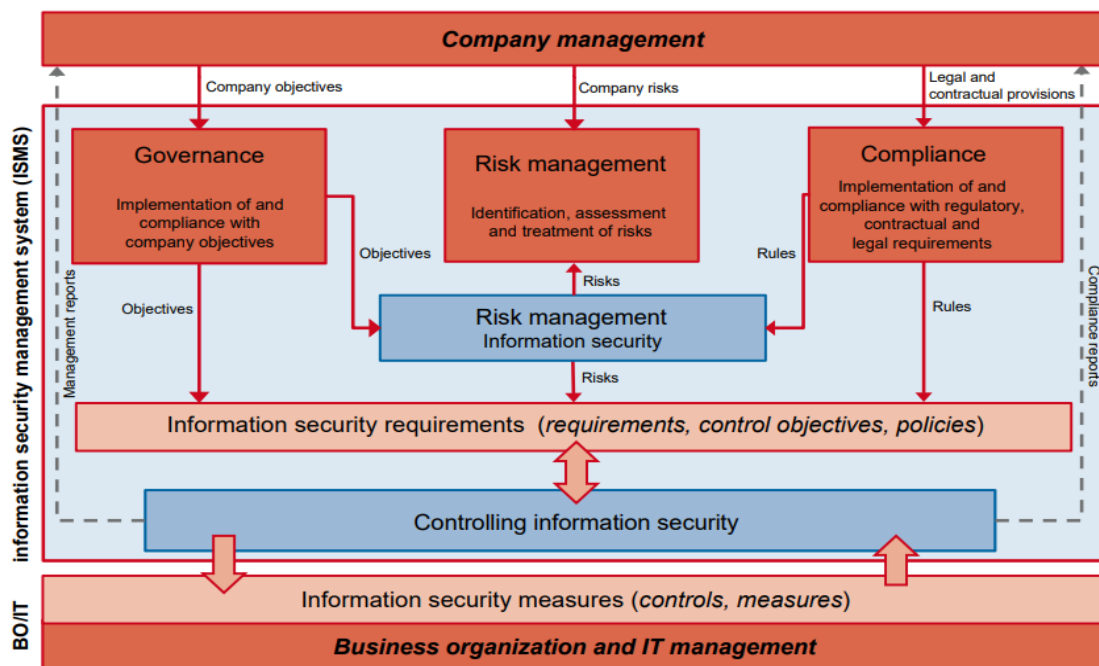 Company management
Company objectives
Company risks
Legal and
contractual provisions
information security management system (ISMS)
Management reports
Compliance reports
Governance
Implementation of and
compliance with
company objectives
Risk management
Identification, assessment
and treatment of risks
Compliance
Implementation of and
compliance with regulatory,
contractual and
legal requirements
Objectives
Rules
Risks
Objectives
Risk management
Information security
Rules
Risks
Information security requirements (requirements, control objectives, policies)
Controlling information security
BO/IT
Information security measures (controls, measures)
Business organization and IT management